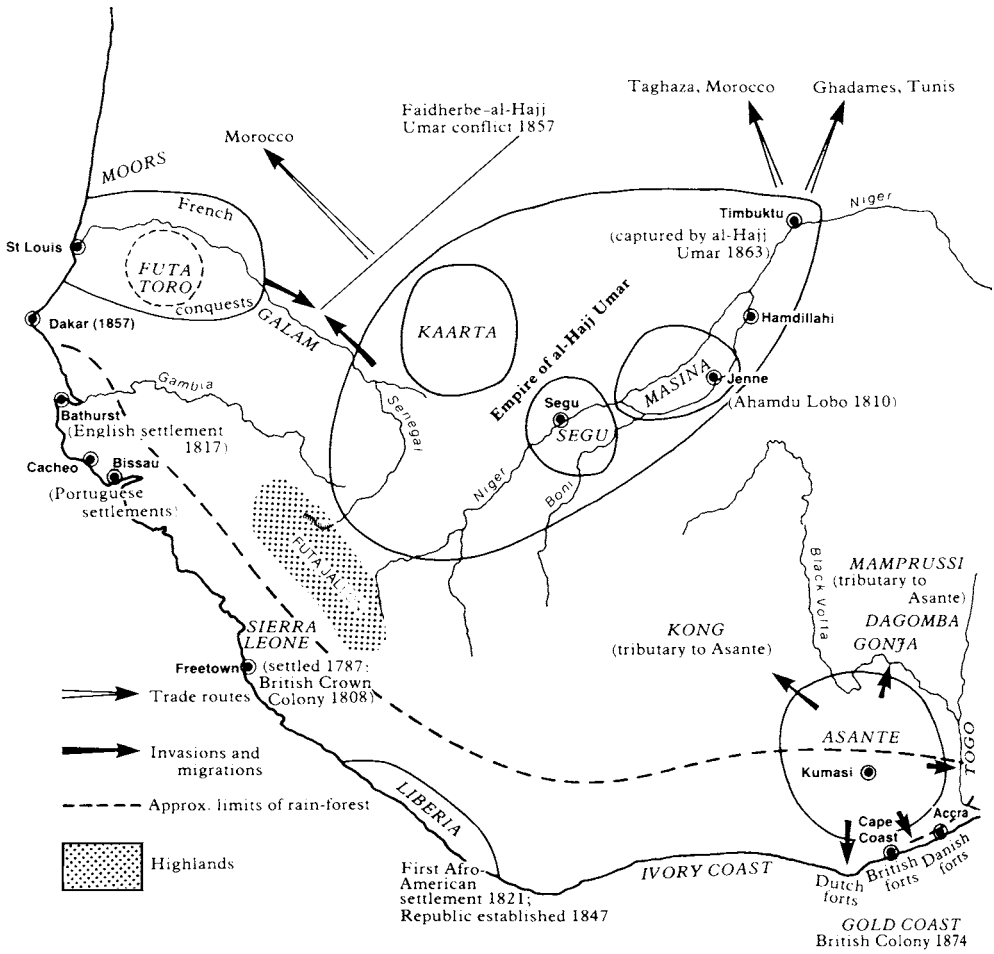 Taghaza, Morocco
Ghadames, Tunis
Faidherbe-al-Hajj
Umar conflict 1857
Morocco
MOORS
French
conquests
St Louis
FUTA
TORO
Dakar (1857)
GALAM
KAARTA
Empire of al-Hajj Umar
Timbuktu
(captured by al-Hajj
Umar 1863)
Niger
Hamdillahi
MASINA
Jenne
(Ahamdu Lobo 1810)
Segu
SEGU
Gambia
Senegal
Bathurst
(English settlement
1817)
Cacheo
Bissau
(Portuguese
settlements)
Niger
Boni
FUTA JALLON
Black Volta
MAMPRUSSI
(tributary to
Asante)
DAGOMBA
GONJA
KONG
(tributary to Asante)
SIERRA
LEONE
Freetown
(settled 1787:
British Crown
Colony 1808)
Trade routes
Invasions and
migrations
Approx. limits of rain-forest
Highlands
ASANTE
Kumasi
TOGO
Cape
Coast
Accra
LIBERIA
First Afro-
American
settlement 1821;
Republic established 1847
IVORY COAST
Dutch
forts
British
forts
Danish
forts
GOLD COAST
British Colony 1874